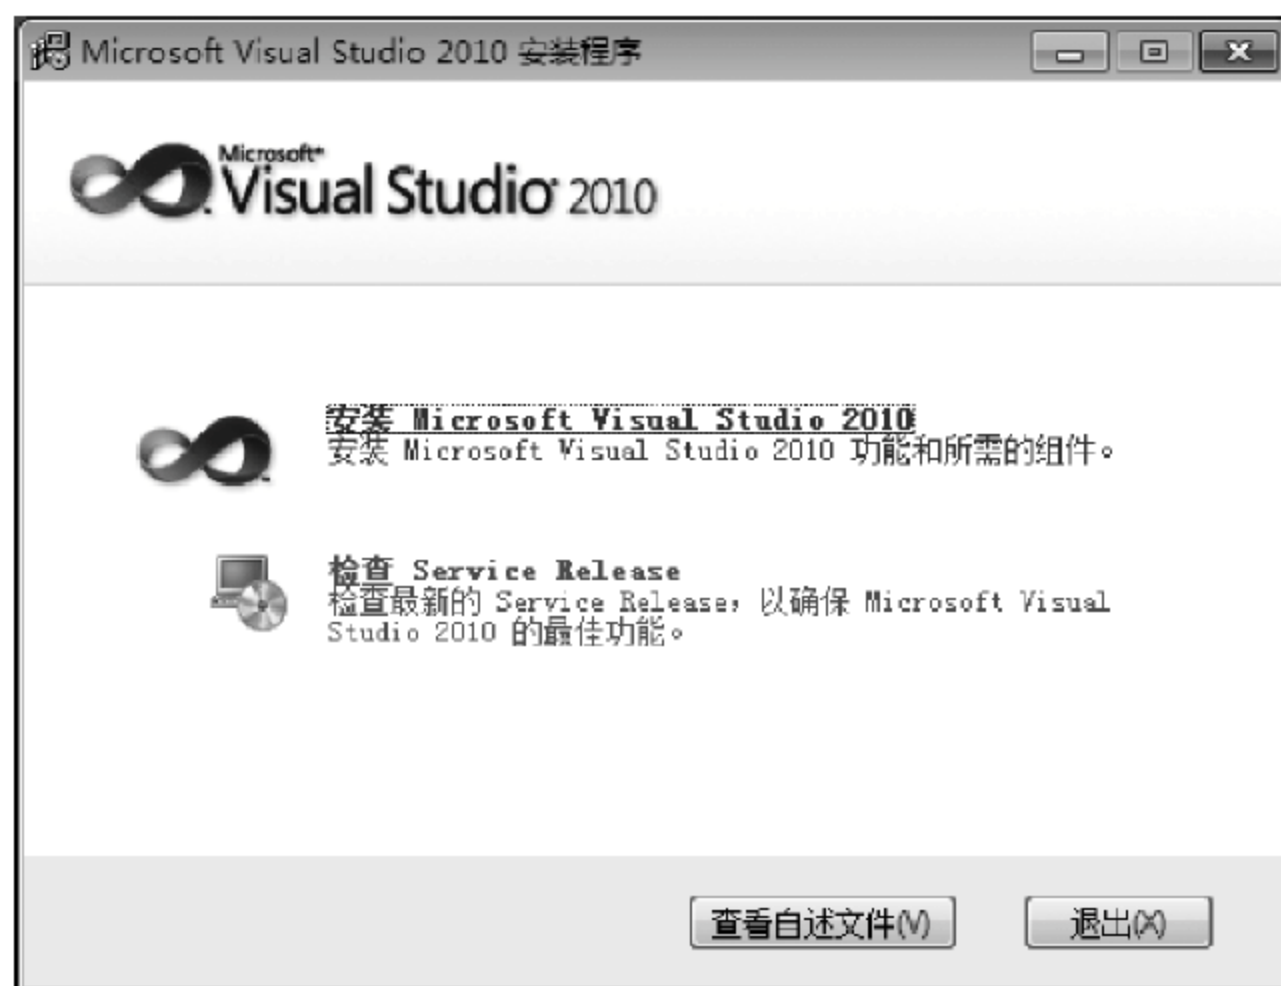 Microsoft Visual Studio 2010 安装程序
Microsoft
Visual Studio 2010
安装 Microsoft Visual Studio 2010
安装 Microsoft Visual Studio 2010 功能和所需的组件。
检查 Service Release
检查最新的 Service Release, 以确保 Microsoft Visual
Studio 2010 的最佳功能。
查看自述文件(V)
退出(X)